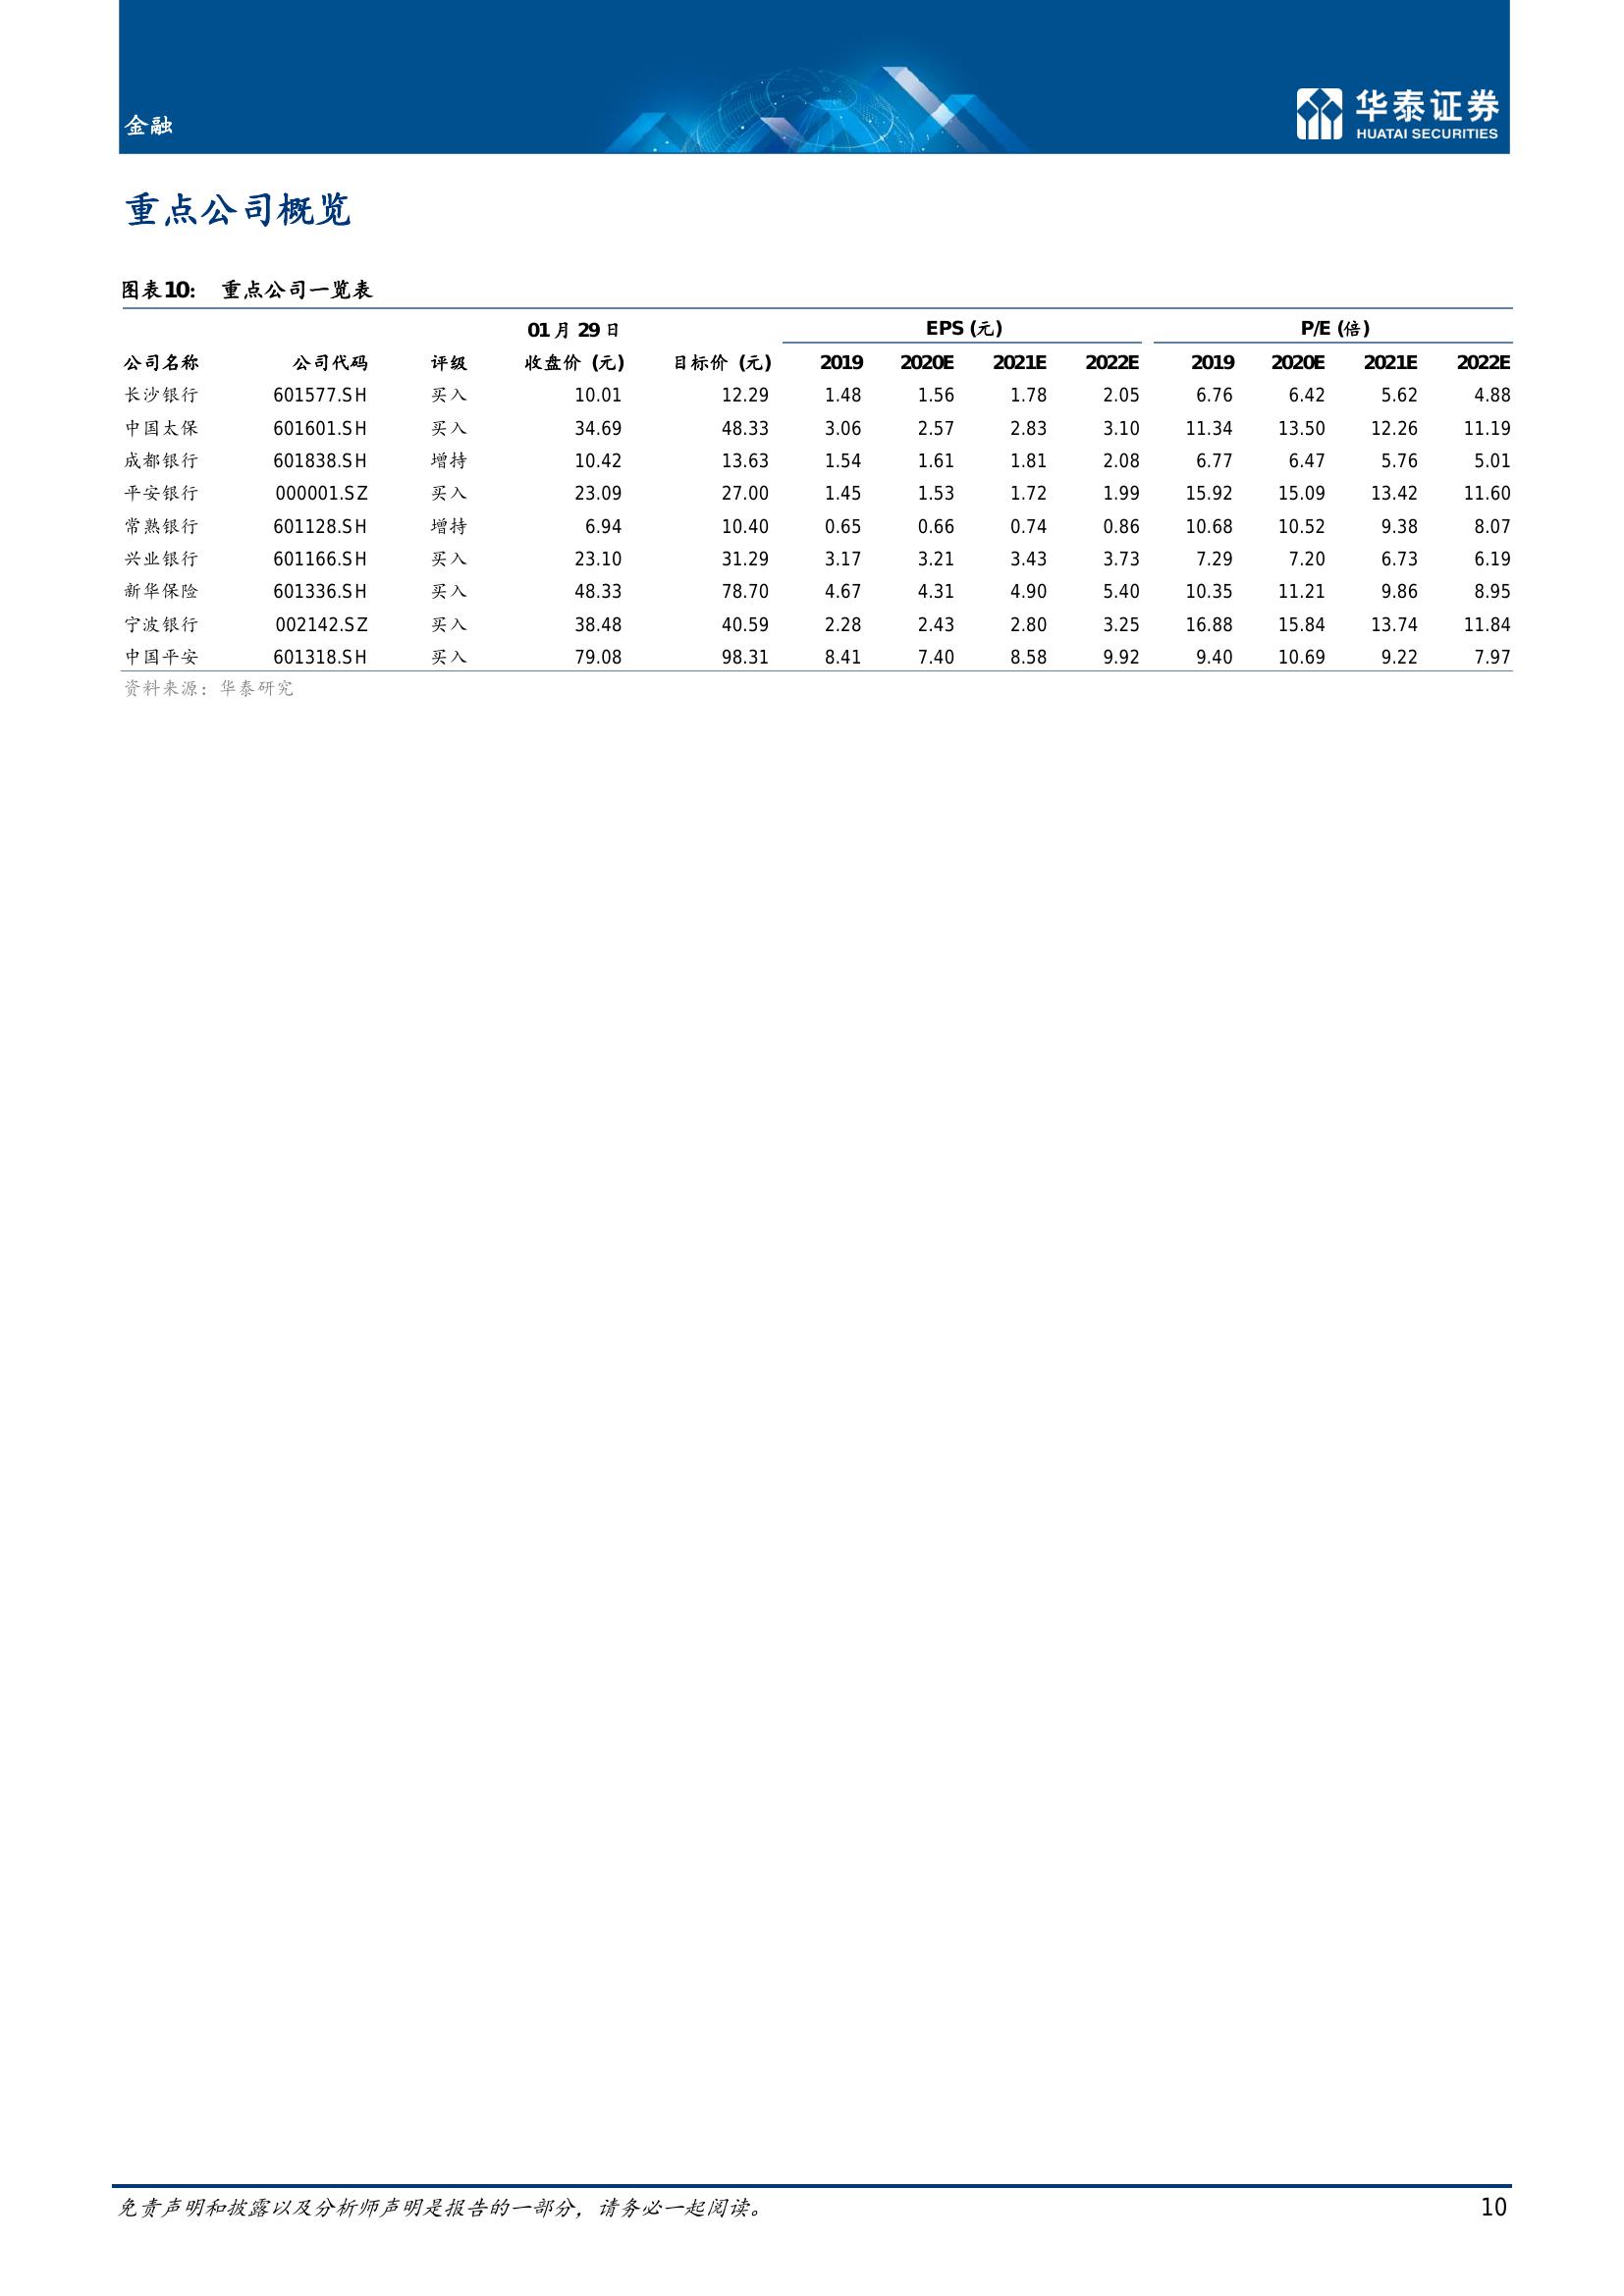 金融
华泰证券
HUATAI SECURITIES
重点公司概览
图表10: 重点公司一览表
01 月 29 日 EPS (元) P/E (倍)
公司名称 公司代码 评级 收盘价 (元) 目标价 (元) 2019 2020E 2021E 2022E 2019 2020E 2021E 2022E
长沙银行 601577.SH 买入 10.01 12.29 1.48 1.56 1.78 2.05 6.76 6.42 5.62 4.88
中国太保 601601.SH 买入 34.69 48.33 3.06 2.57 2.83 3.10 11.34 13.50 12.26 11.19
成都银行 601838.SH 增持 10.42 13.63 1.54 1.61 1.81 2.08 6.77 6.47 5.76 5.01
平安银行 000001.SZ 买入 23.09 27.00 1.45 1.53 1.72 1.99 15.92 15.09 13.42 11.60
常熟银行 601128.SH 增持 6.94 10.40 0.65 0.66 0.74 0.86 10.68 10.52 9.38 8.07
兴业银行 601166.SH 买入 23.10 31.29 3.17 3.21 3.43 3.73 7.29 7.20 6.73 6.19
新华保险 601336.SH 买入 48.33 78.70 4.67 4.31 4.90 5.40 10.35 11.21 9.86 8.95
宁波银行 002142.SZ 买入 38.48 40.59 2.28 2.43 2.80 3.25 16.88 15.84 13.74 11.84
中国平安 601318.SH 买入 79.08 98.31 8.41 7.40 8.58 9.92 9.40 10.69 9.22 7.97
资料来源：华泰研究
免责声明和披露以及分析师声明是报告的一部分，请务必一起阅读。 10